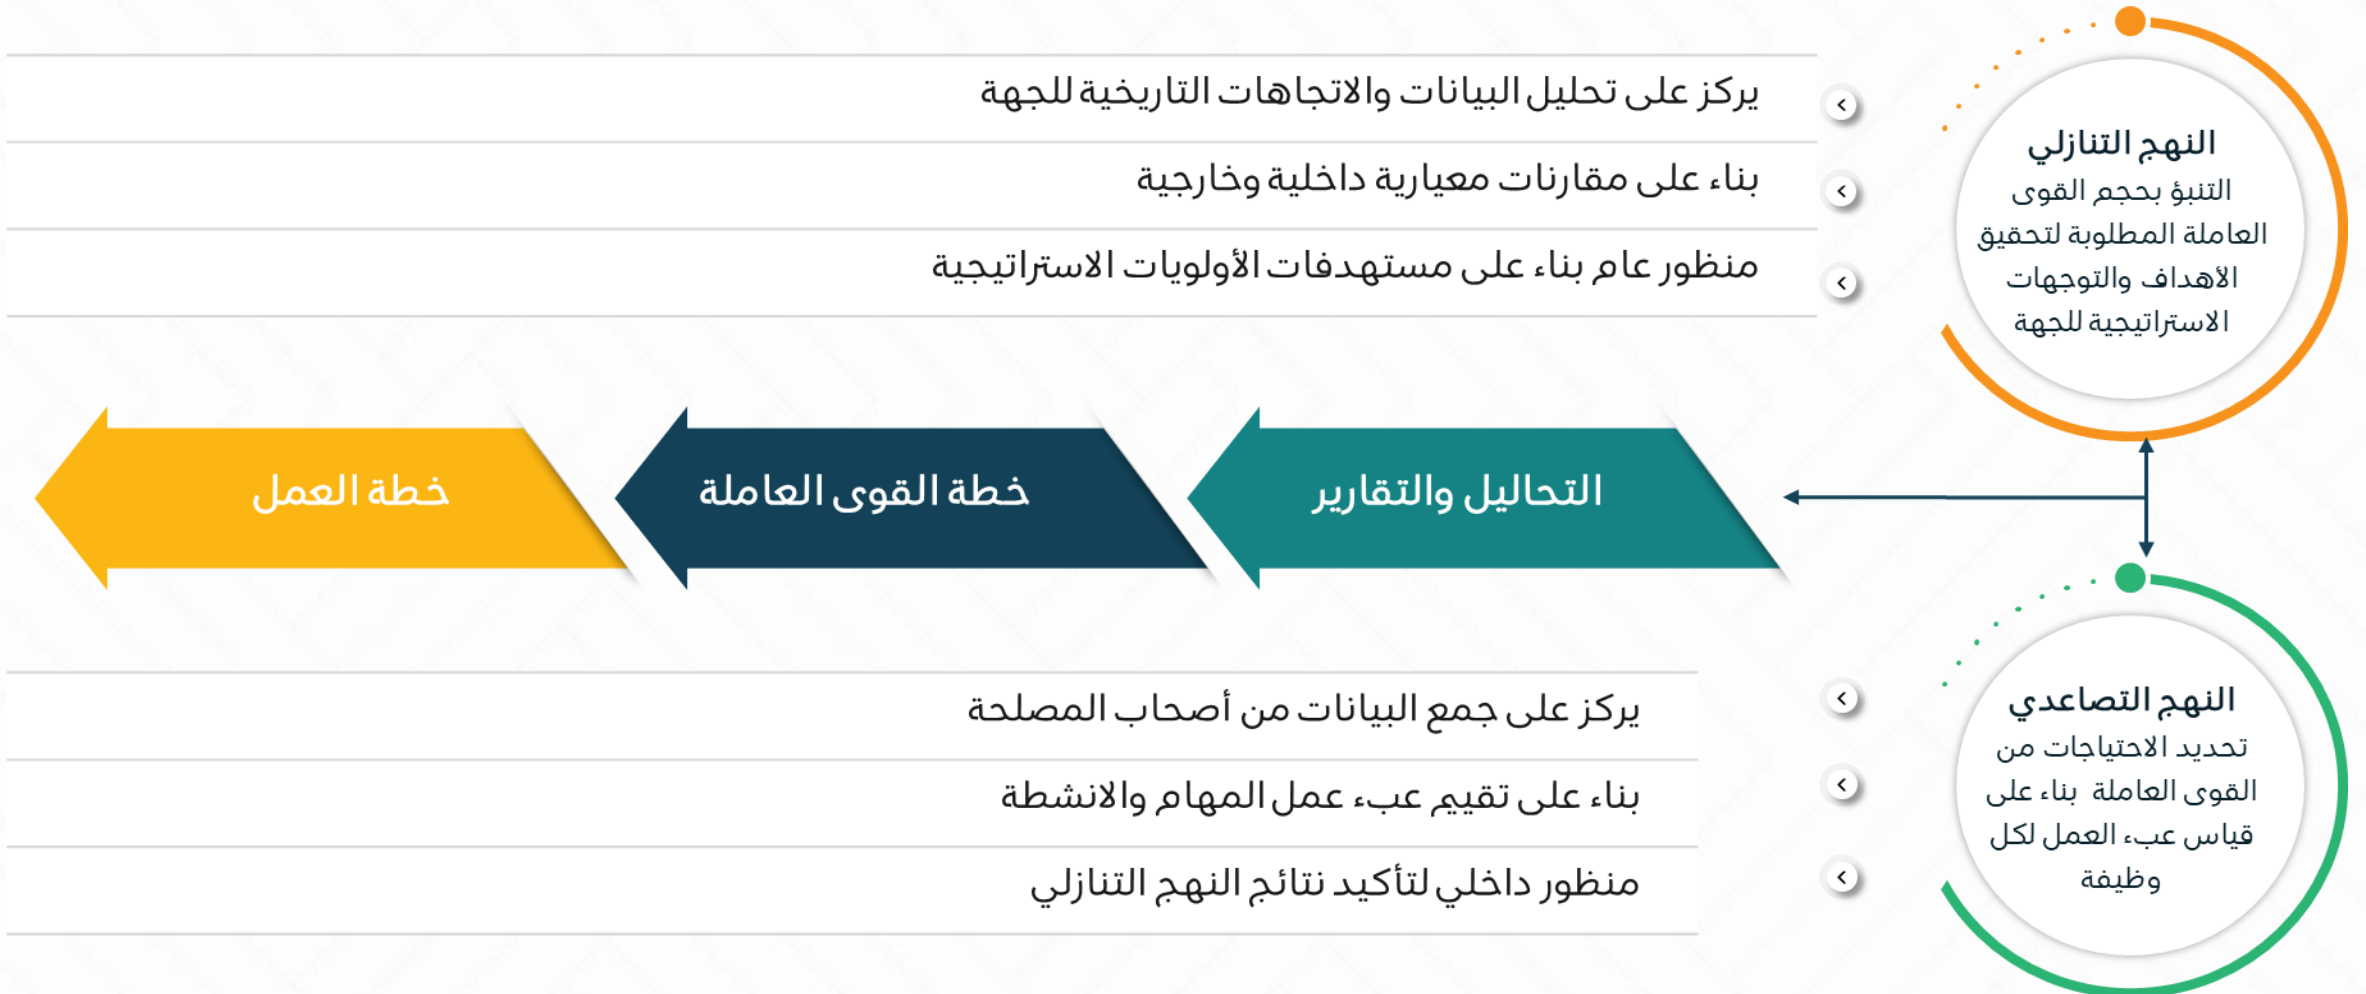 النهج التنازلي
التنبؤ بحجم القوى
العاملة المطلوبة لتحقيق
الأهداف والتوجهات
الاستراتيجية للجهة
يركز على تحليل البيانات والاتجاهات التاريخية للجهة
بناء على مقارنات معيارية داخلية وخارجية
منظور عام بناء على مستهدفات الأولويات الاستراتيجية
التحاليل والتقارير
خطة القوى العاملة
خطة العمل
النهج التصاعدي
تحديد الاحتياجات من
القوى العاملة بناء على
قياس عبء العمل لكل
وظيفة
يركز على جمع البيانات من أصحاب المصلحة
بناء على تقييم عبء عمل المهام والانشطة
منظور داخلي لتأكيد نتائج النهج التنازلي